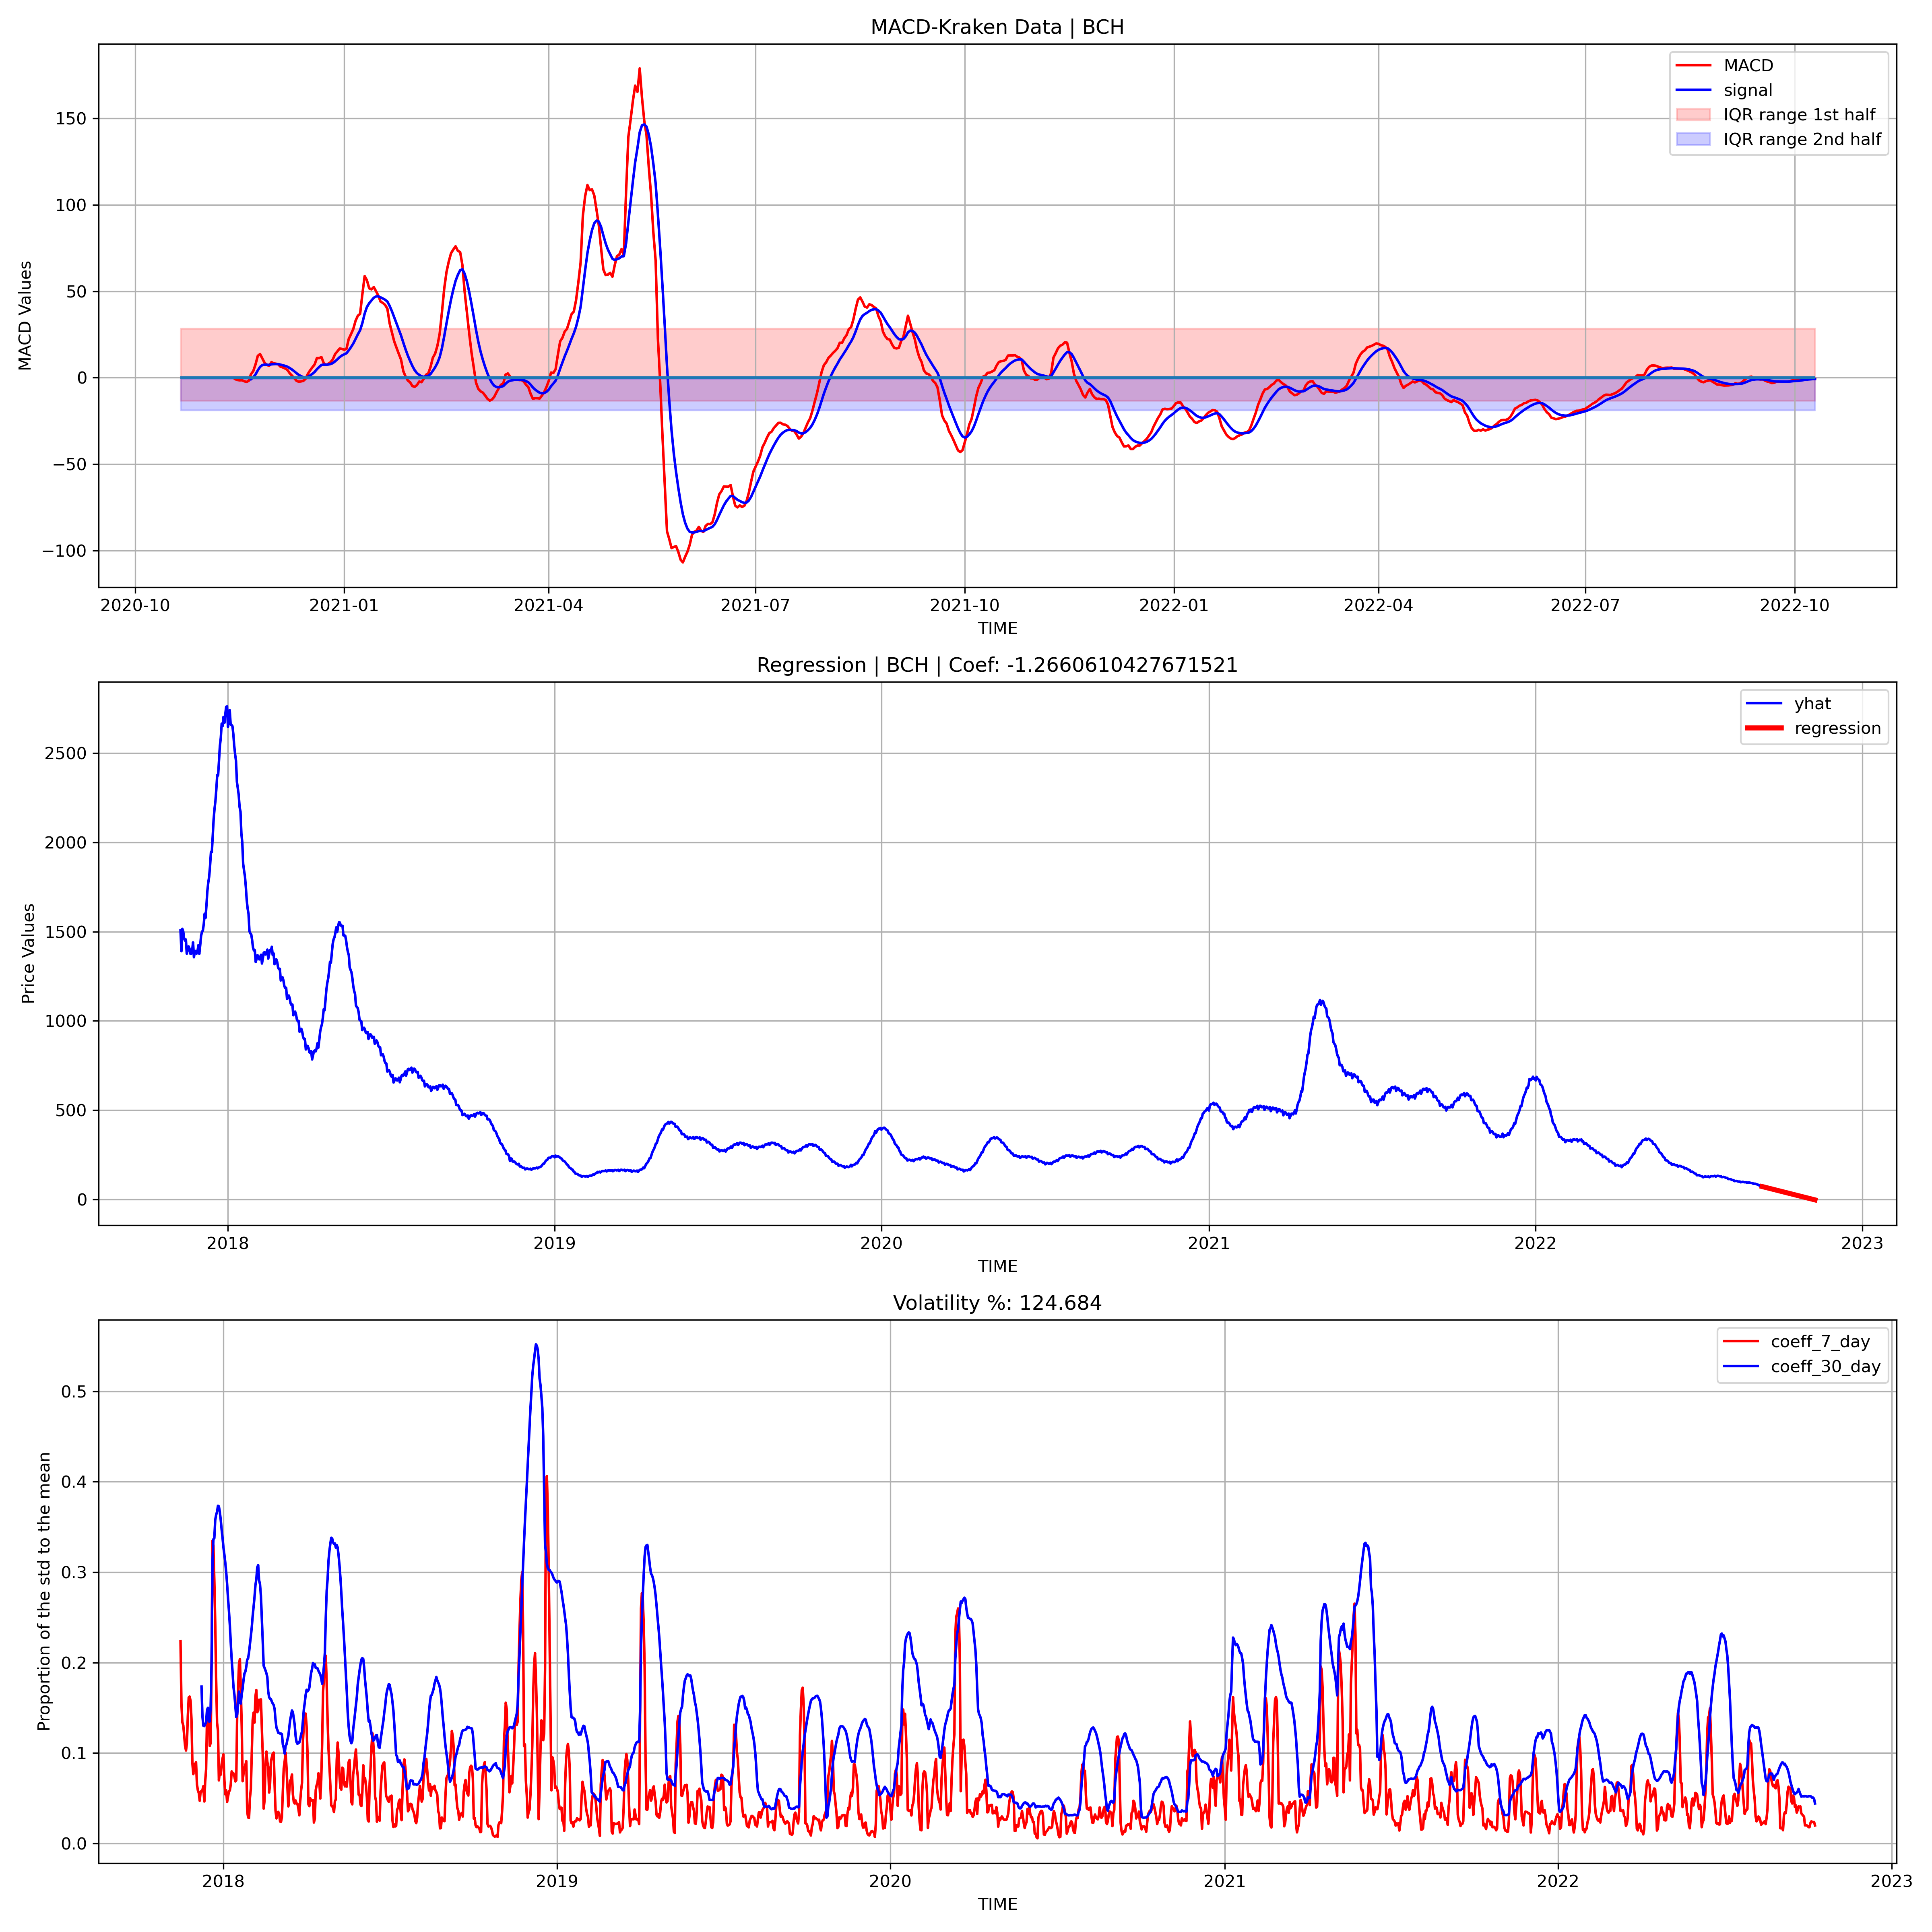 MACD-Kraken Data | BCH
MACD
signal
IQR range 1st half
IQR range 2nd half
MACD Values
150
100
50
0
−50
−100
2020-10 2021-01 2021-04 2021-07 2021-10 2022-01 2022-04 2022-07 2022-10
TIME
Regression | BCH | Coef: -1.2660610427671521
yhat
regression
Price Values
2500
2000
1500
1000
500
0
2018 2019 2020 2021 2022 2023
TIME
Volatility %: 124.684
coeff_7_day
coeff_30_day
Proportion of the std to the mean
0.5
0.4
0.3
0.2
0.1
0.0
2018 2019 2020 2021 2022 2023
TIME